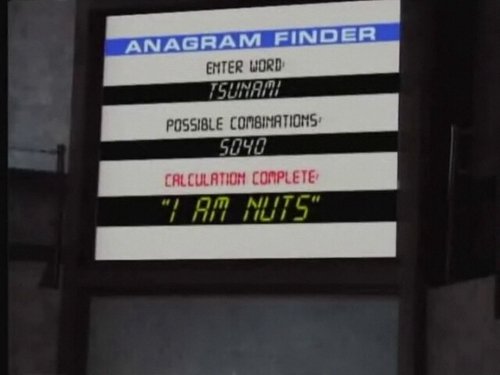 ANAGRAM FINDER
ENTER WORD:
TSUNAMI
POSSIBLE COMBINATIONS:
5040
CALCULATION COMPLETE:
"I AM NUTS"